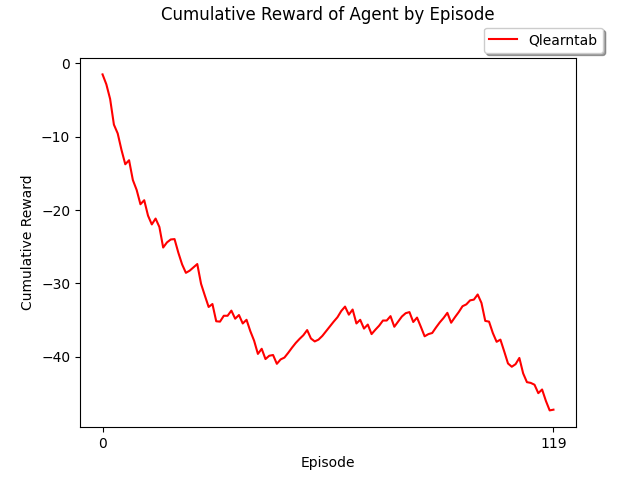 Cumulative Reward of Agent by Episode
Qlearntab
0
−10
−20
−30
−40
Cumulative Reward
0
119
Episode